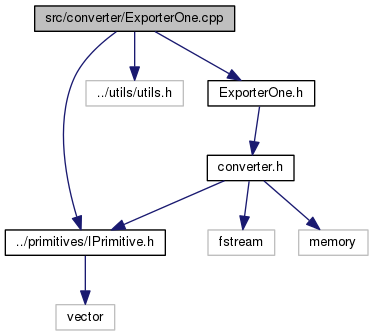 src/converter/ExporterOne.cpp
../utils/utils.h
ExporterOne.h
converter.h
../primitives/IPrimitive.h
fstream
memory
vector